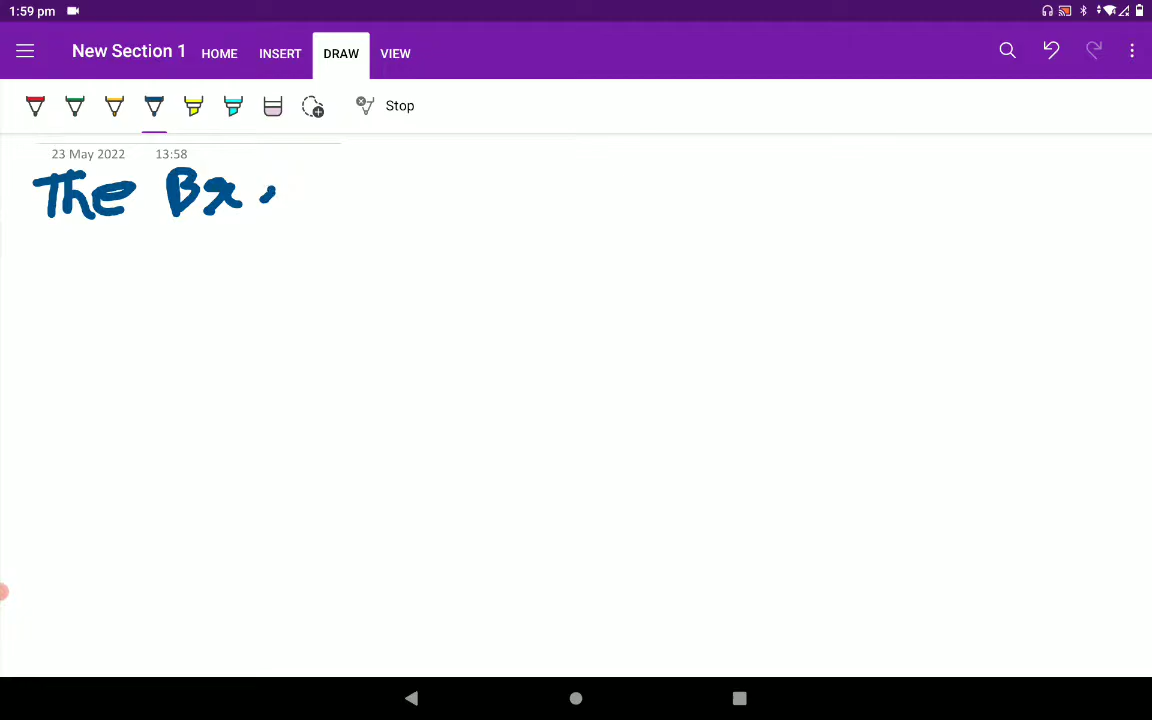 1:59 pm
New Section 1 HOME INSERT DRAW VIEW
Stop
23 May 2022 13:58
The Bx